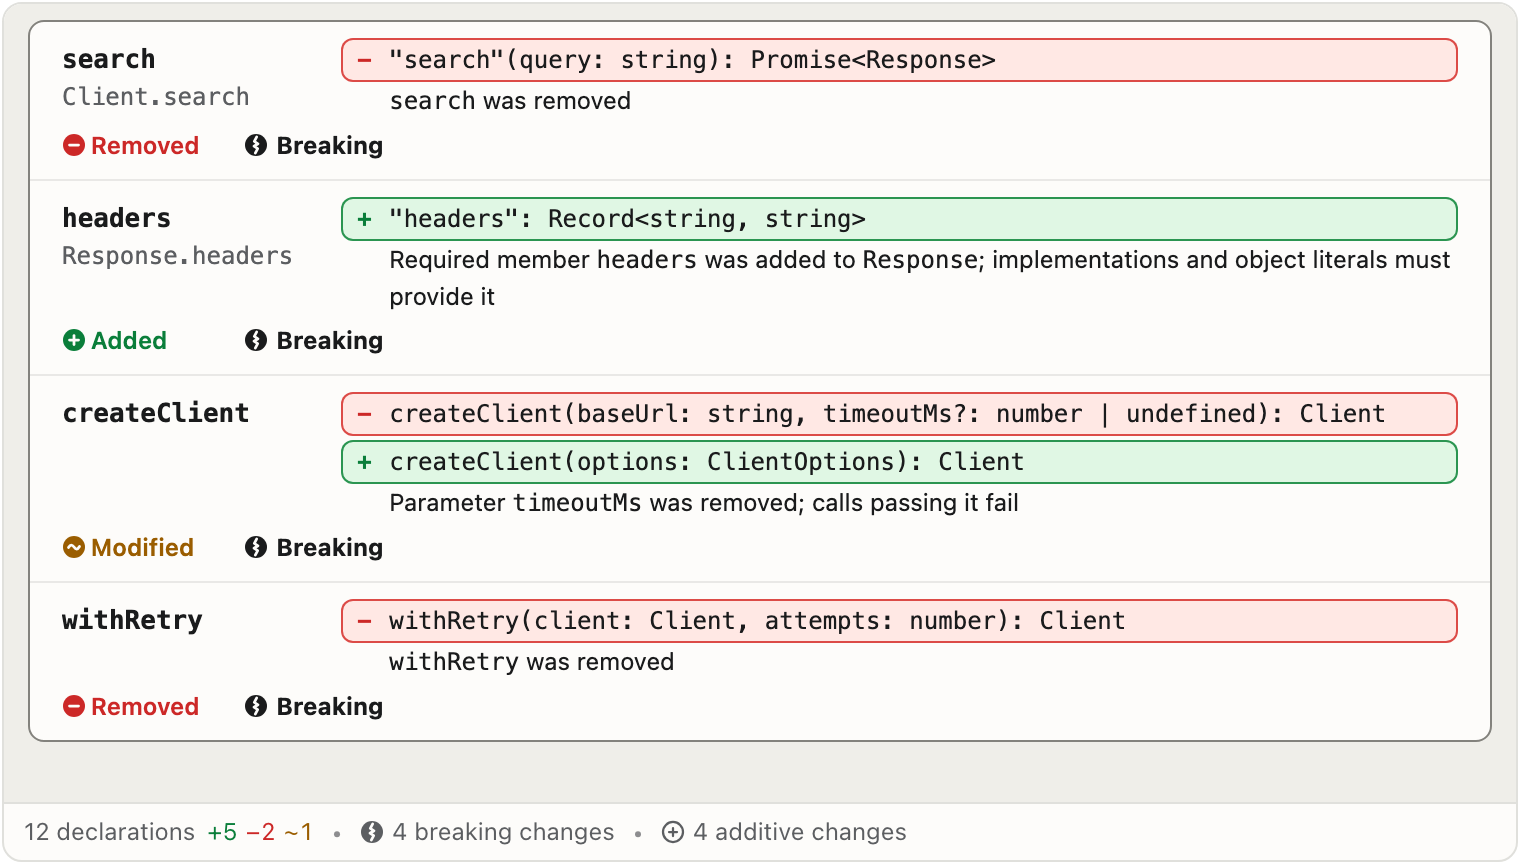 search
− "search"(query: string): Promise<Response>
Client.search
search was removed
Removed Breaking
headers
+ "headers": Record<string, string>
Response.headers
Required member headers was added to Response; implementations and object literals must
provide it
Added Breaking
createClient
− createClient(baseUrl: string, timeoutMs?: number | undefined): Client
+ createClient(options: ClientOptions): Client
Parameter timeoutMs was removed; calls passing it fail
Modified Breaking
withRetry
− withRetry(client: Client, attempts: number): Client
withRetry was removed
Removed Breaking
12 declarations +5 −2 ~1 • 4 breaking changes • 4 additive changes